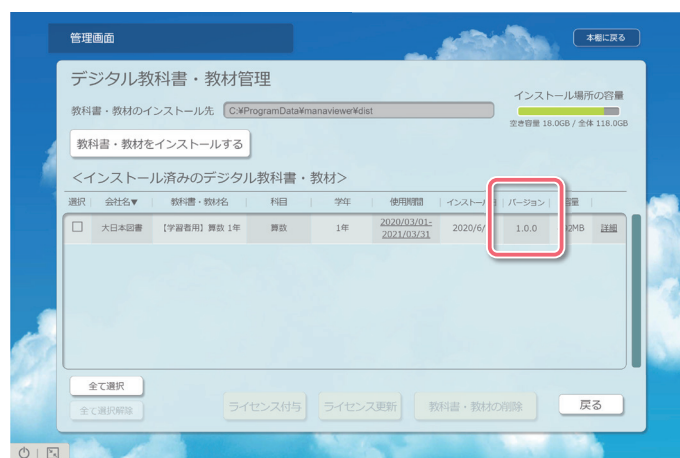 管理画面
本棚に戻る
デジタル教科書・教材管理
インストール場所の容量
教科書・教材のインストール先 C:¥ProgramData¥manaviewer¥dist
空き容量 18.0GB / 全体 118.0GB
教科書・教材をインストールする
＜インストール済みのデジタル教科書・教材＞
選択 会社名▼ 教科書・教材名 科目 学年 使用期間 インストール バージョン 容量
大日本図書 【学習者用】算数 1年 算数 1年 2020/03/01-2021/03/31 2020/6/ 1.0.0 2MB 詳細
全て選択
全て選択解除 ライセンス付与 ライセンス更新 教科書・教材の削除 戻る